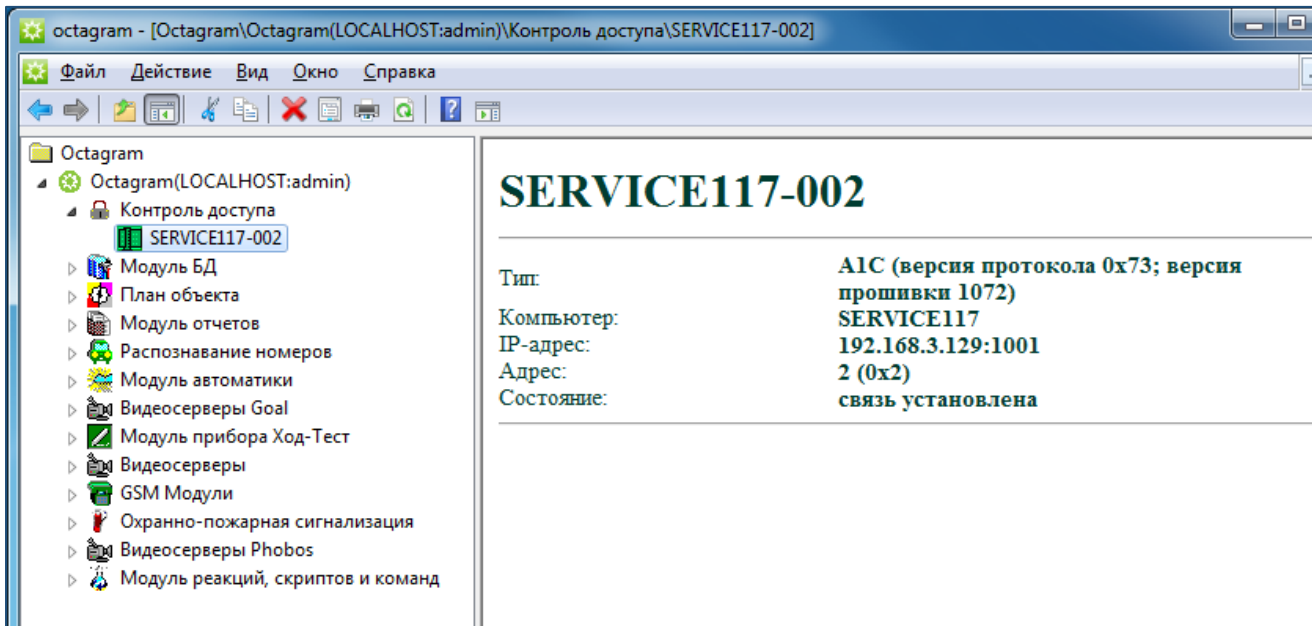 octagram - [Octagram\Octagram(LOCALHOST:admin)\Контроль доступа\SERVICE117-002]
Файл Действие Вид Окно Справка
Octagram
Octagram(LOCALHOST:admin)
Контроль доступа
SERVICE117-002
Модуль БД
План объекта
Модуль отчетов
Распознавание номеров
Модуль автоматики
Видеосерверы Goal
Модуль прибора Ход-Тест
Видеосерверы
GSM Модули
Охранно-пожарная сигнализация
Видеосерверы Phobos
Модуль реакций, скриптов и команд
SERVICE117-002
Тип: A1C (версия протокола 0x73; версия
прошивки 1072)
Компьютер: SERVICE117
IP-адрес: 192.168.3.129:1001
Адрес: 2 (0x2)
Состояние: связь установлена